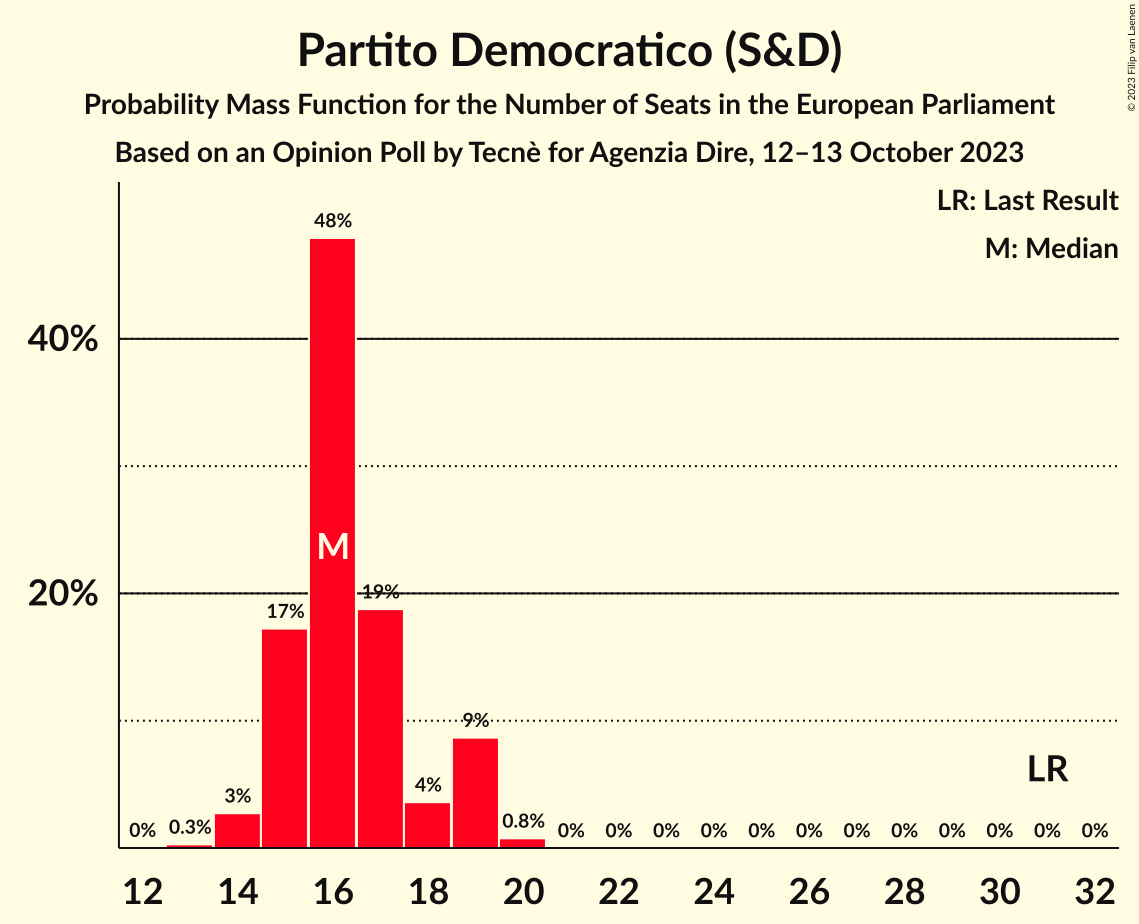 Partito Democratico (S&D)
Probability Mass Function for the Number of Seats in the European Parliament
Based on an Opinion Poll by Tecnè for Agenzia Dire, 12–13 October 2023
© 2023 Filip van Laenen
LR: Last Result
M: Median
48%
40%
M
20%
19%
17%
9%
LR
4%
3%
0% 0.3% 0.8% 0% 0% 0% 0% 0% 0% 0% 0% 0% 0% 0% 0%
12 14 16 18 20 22 24 26 28 30 32